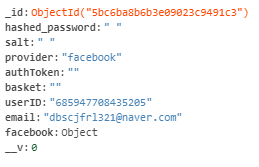 _id: ObjectId("5bc6ba8b6b3e09023c9491c3")
hashed_password: " "
salt: " "
provider: "facebook"
authToken: ""
basket: ""
userID: "685947708435205"
email: "dbscjfrl321@naver.com"
facebook: Object
__v: 0